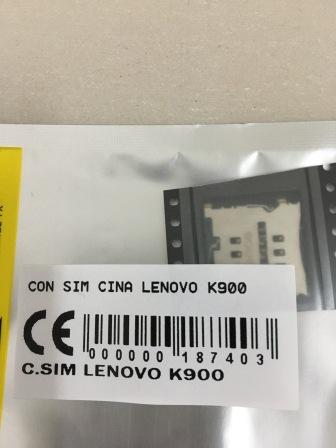 CON SIM CINA LENOVO K900
CE
000000 187403
C.SIM LENOVO K900